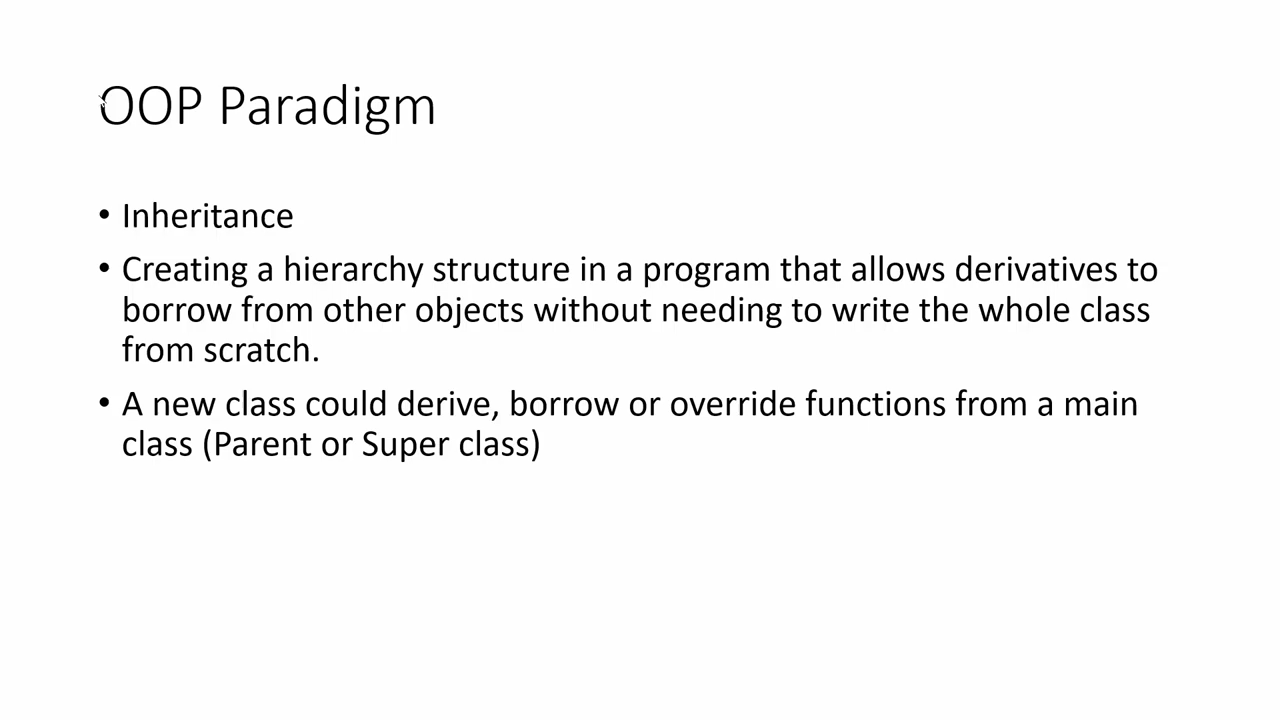 OOP Paradigm
• Inheritance
• Creating a hierarchy structure in a program that allows derivatives to
borrow from other objects without needing to write the whole class
from scratch.
• A new class could derive, borrow or override functions from a main
class (Parent or Super class)